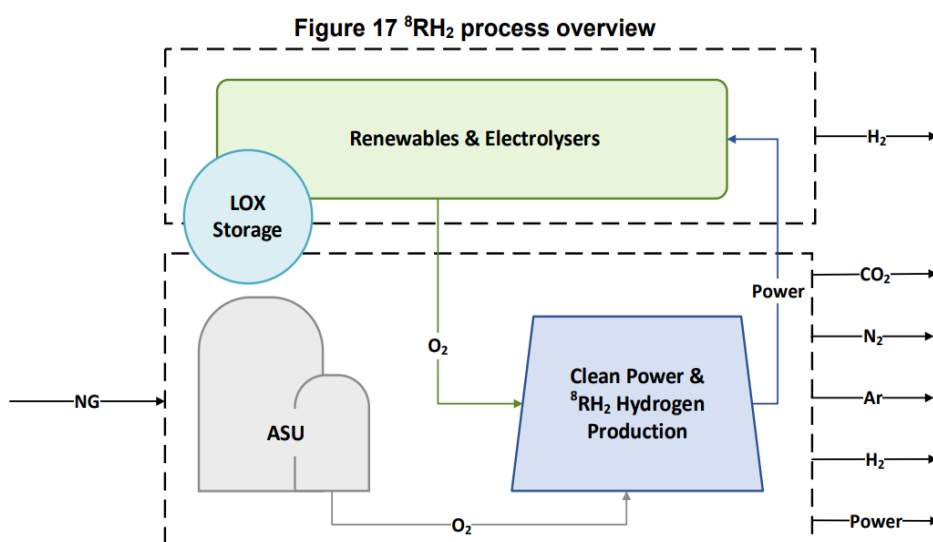 Figure 17 ⁸RH₂ process overview
Renewables & Electrolysers
H₂
LOX
Storage
CO₂
Power
N₂
O₂
Clean Power &
⁸RH₂ Hydrogen
Production
Ar
NG
ASU
H₂
O₂
Power